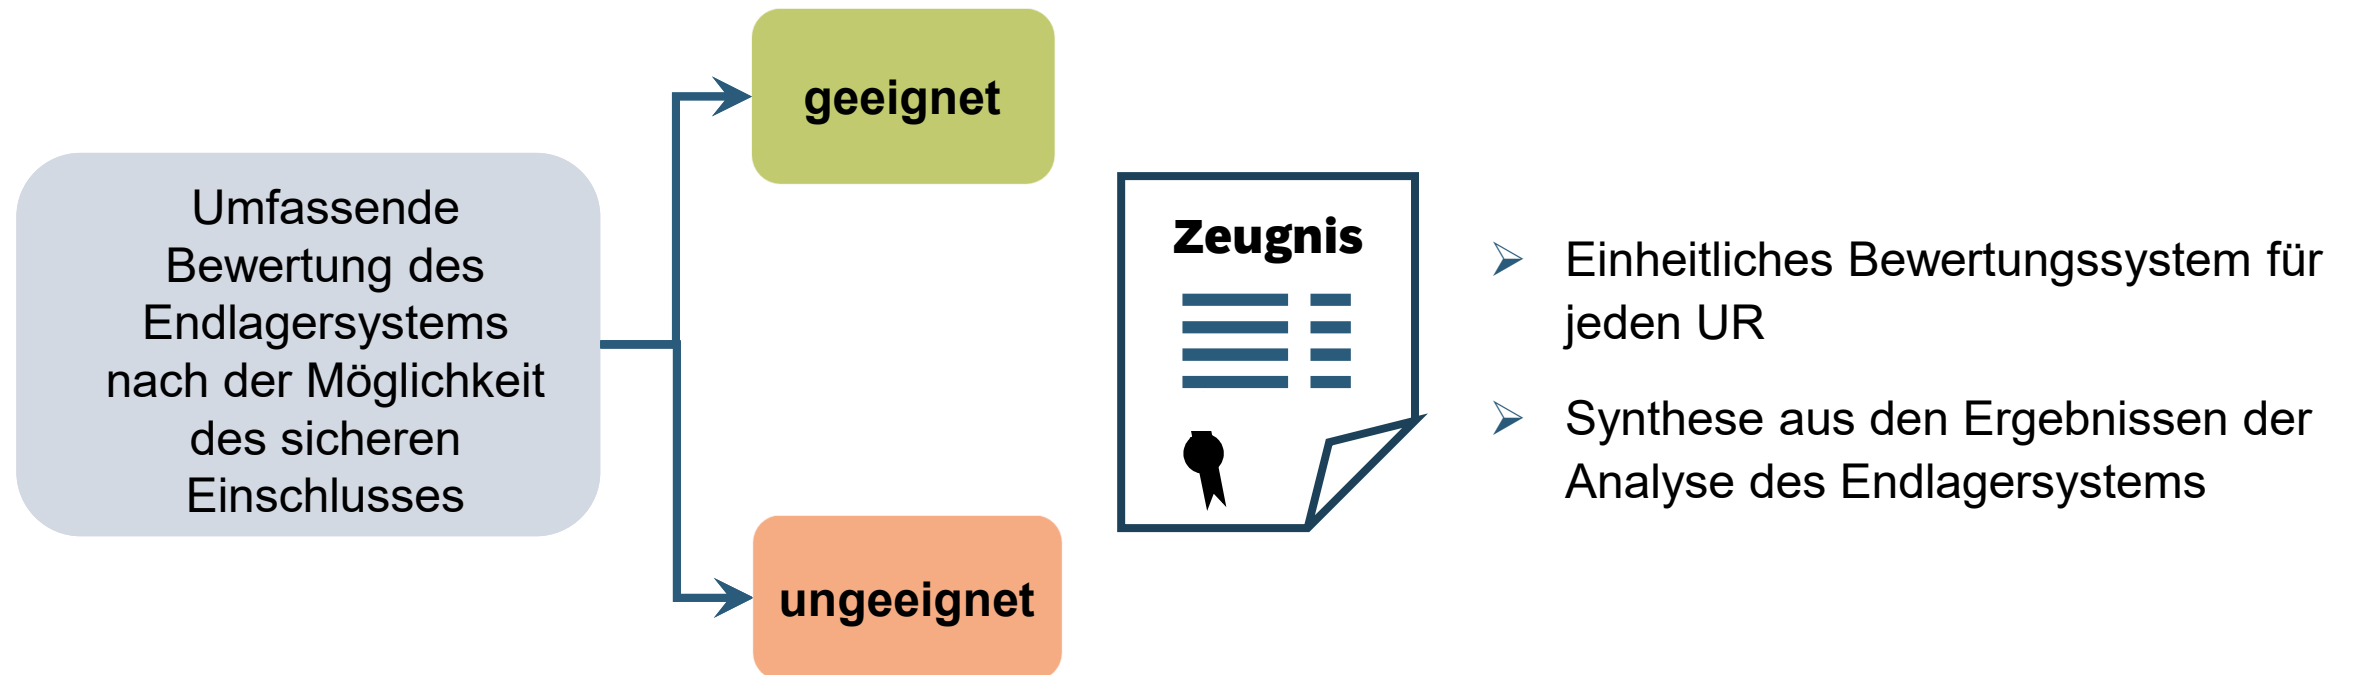 Umfassende
Bewertung des
Endlagersystems
nach der Möglichkeit
des sicheren
Einschlusses
geeignet
ungeeignet
Zeugnis
Einheitliches Bewertungssystem für
jeden UR
Synthese aus den Ergebnissen der
Analyse des Endlagersystems